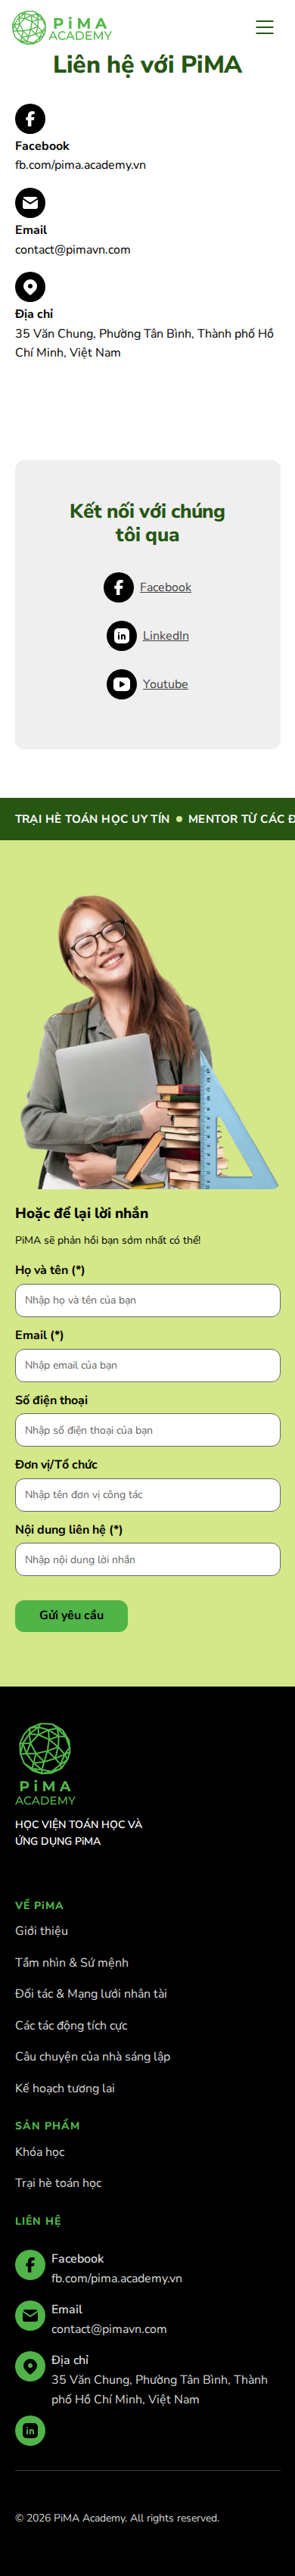 PiMA
ACADEMY
Liên hệ với PiMA
Facebook
fb.com/pima.academy.vn
Email
contact@pimavn.com
Địa chỉ
35 Văn Chung, Phường Tân Bình, Thành phố Hồ
Chí Minh, Việt Nam
Kết nối với chúng
tôi qua
Facebook
LinkedIn
Youtube
TRẠI HÈ TOÁN HỌC UY TÍN MENTOR TỪ CÁC
Hoặc để lại lời nhắn
PiMA sẽ phản hồi bạn sớm nhất có thể!
Họ và tên (*)
Nhập họ và tên của bạn
Email (*)
Nhập email của bạn
Số điện thoại
Nhập số điện thoại của bạn
Đơn vị/Tổ chức
Nhập tên đơn vị công tác
Nội dung liên hệ (*)
Nhập nội dung lời nhắn
Gửi yêu cầu
PiMA
ACADEMY
HỌC VIỆN TOÁN HỌC VÀ
ỨNG DỤNG PiMA
VỀ PiMA
Giới thiệu
Tầm nhìn & Sứ mệnh
Đối tác & Mạng lưới nhân tài
Các tác động tích cực
Câu chuyện của nhà sáng lập
Kế hoạch tương lai
SẢN PHẨM
Khóa học
Trại hè toán học
LIÊN HỆ
Facebook
fb.com/pima.academy.vn
Email
contact@pimavn.com
Địa chỉ
35 Văn Chung, Phường Tân Bình, Thành
phố Hồ Chí Minh, Việt Nam
© 2026 PiMA Academy. All rights reserved.